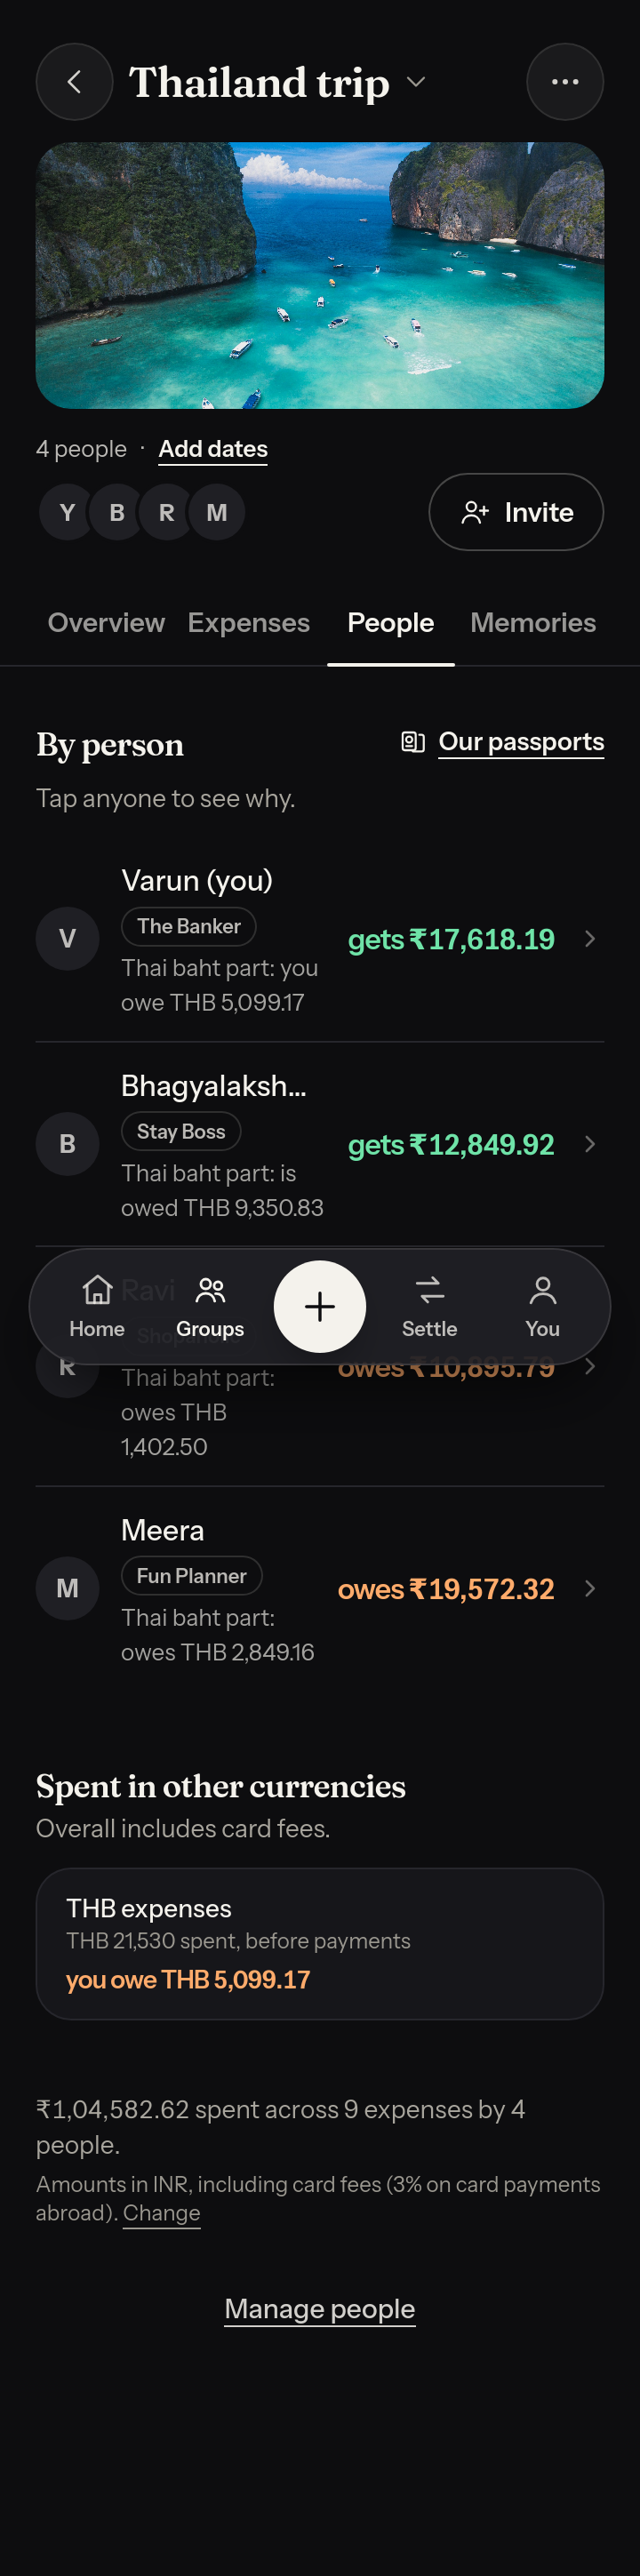 Thailand trip
4 people · Add dates
Y B R M
Invite
Overview Expenses People Memories
By person
Our passports
Tap anyone to see why.
Varun (you)
V
The Banker
gets ₹17,618.19
Thai baht part: you
owe THB 5,099.17
Bhagyalaksh...
B
Stay Boss
gets ₹12,849.92
Thai baht part: is
owed THB 9,350.83
Ravi
Home Groups Settle You
R
owes ₹10,895.79
Thai baht part:
owes THB
1,402.50
Meera
M
Fun Planner
owes ₹19,572.32
Thai baht part:
owes THB 2,849.16
Spent in other currencies
Overall includes card fees.
THB expenses
THB 21,530 spent, before payments
you owe THB 5,099.17
₹1,04,582.62 spent across 9 expenses by 4
people.
Amounts in INR, including card fees (3% on card payments
abroad). Change
Manage people